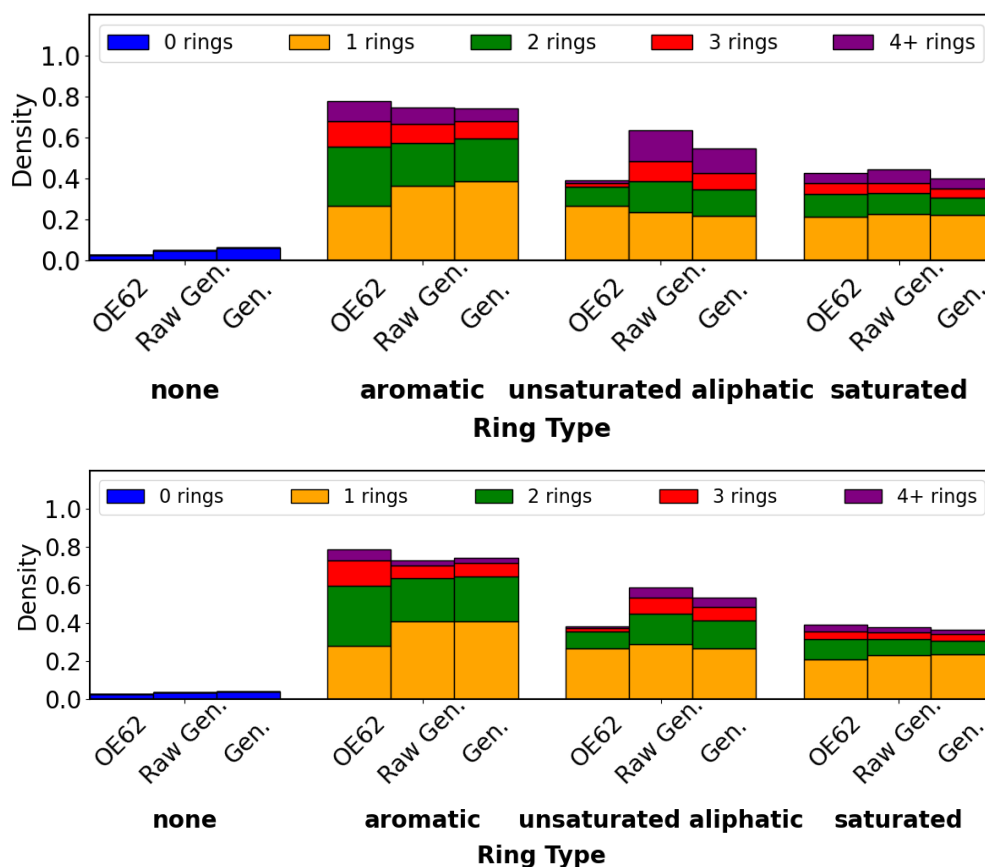 0 rings 1 rings 2 rings 3 rings 4+ rings
1.0
0.8
0.6
0.4
0.2
0.0
Density
OE62 Raw Gen. Gen. OE62 Raw Gen. Gen. OE62 Raw Gen. Gen. OE62 Raw Gen. Gen.
none aromatic unsaturated aliphatic saturated
Ring Type
0 rings 1 rings 2 rings 3 rings 4+ rings
1.0
0.8
0.6
0.4
0.2
0.0
Density
OE62 Raw Gen. Gen. OE62 Raw Gen. Gen. OE62 Raw Gen. Gen. OE62 Raw Gen. Gen.
none aromatic unsaturated aliphatic saturated
Ring Type